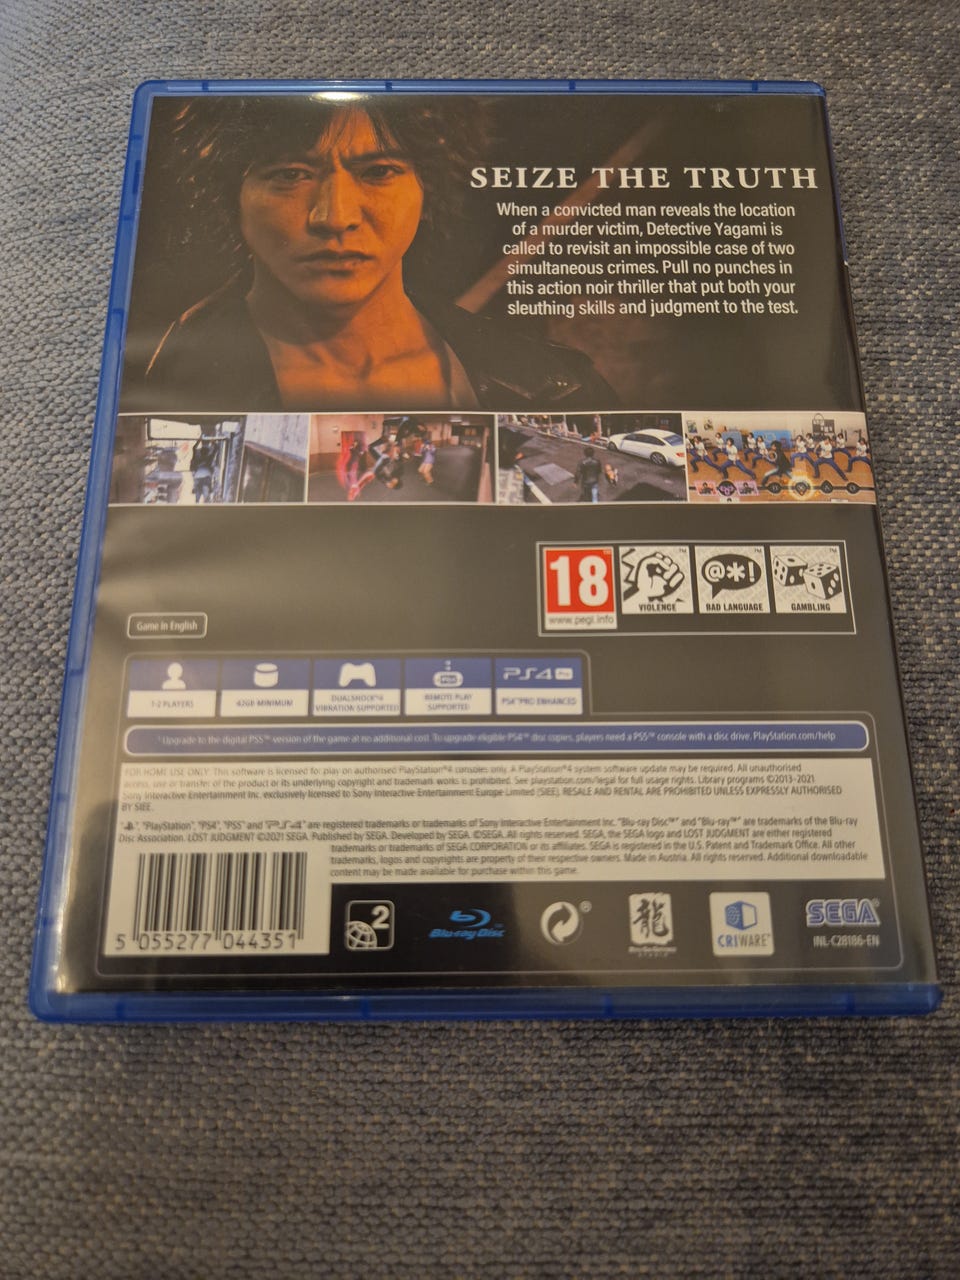 SEIZE THE TRUTH
When a convicted man reveals the location
of a murder victim, Detective Yagami is
called to revisit an impossible case of two
simultaneous crimes. Pull no punches in
this action noir thriller that put both your
sleuthing skills and judgment to the test.
18
www.pegi.info
VIOLENCE
@*!
BAD LANGUAGE
GAMBLING
Game in English
1-2 PLAYERS
42GB MINIMUM
DUALSHOCK®4
VIBRATION SUPPORTED
REMOTE PLAY
SUPPORTED
PS4 Pro
PS4™PRO ENHANCED
¹ Upgrade to the digital PS5™ version of the game at no additional cost. To upgrade eligible PS4™ disc copies, players need a PS5™ console with a disc drive. PlayStation.com/help
FOR HOME USE ONLY: This software is licensed for play on authorised PlayStation®4 consoles only. A PlayStation®4 system software update may be required. All unauthorised
access, use or transfer of the product or its underlying copyright and trademark works is prohibited. See playstation.com/legal for full usage rights. Library programs ©2013-2021
Sony Interactive Entertainment Inc. exclusively licensed to Sony Interactive Entertainment Europe Limited (SIEE). RESALE AND RENTAL ARE PROHIBITED UNLESS EXPRESSLY AUTHORISED
BY SIEE.
"PlayStation", "PS4", "PS5" and "PS4" are registered trademarks or trademarks of Sony Interactive Entertainment Inc. "Blu-ray Disc™" and "Blu-ray™" are trademarks of the Blu-ray
Disc Association. LOST JUDGMENT ©2021 SEGA. Published by SEGA. Developed by SEGA. ©SEGA. All rights reserved. SEGA, the SEGA logo and LOST JUDGMENT are either registered
trademarks or trademarks of SEGA CORPORATION or its affiliates. SEGA is registered in the U.S. Patent and Trademark Office. All other
trademarks, logos and copyrights are property of their respective owners. Made in Austria. All rights reserved. Additional downloadable
content may be made available for purchase within this game.
5 055277 044351
2
Blu-ray Disc
®
龍
STUDIO
CRIWARE™
SEGA®
INL-C28186-EN